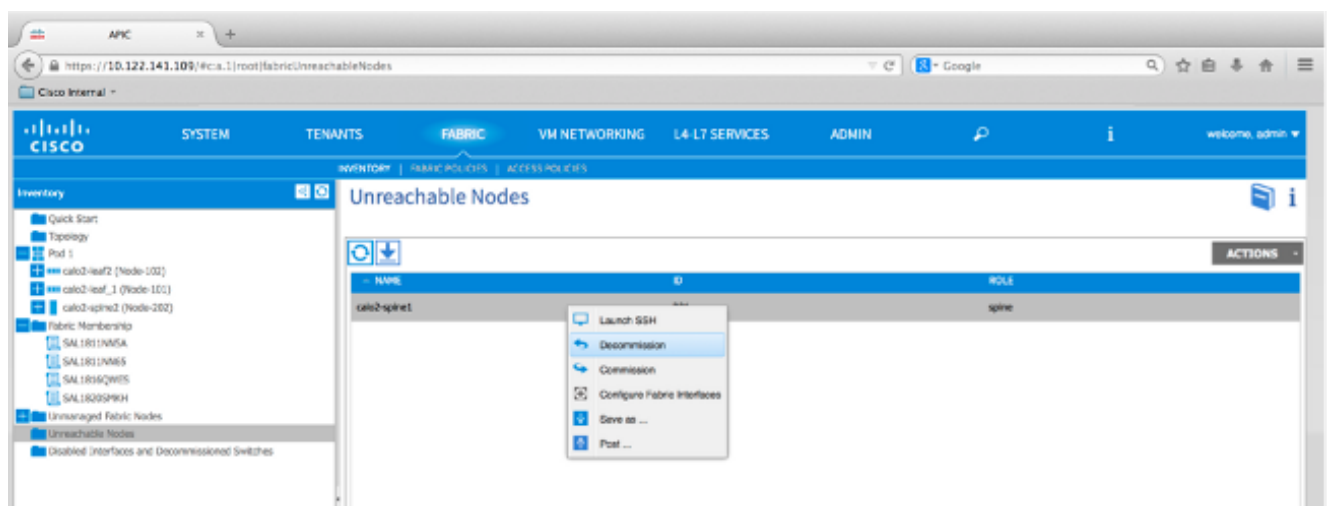 APIC
https://10.122.141.109/#c:a.1|root|fabricUnreachableNodes
Google
Cisco Internal
CISCO
SYSTEM TENANTS FABRIC VM NETWORKING L4-L7 SERVICES ADMIN i welcome, admin
INVENTORY | FABRIC POLICIES | ACCESS POLICIES
Inventory
Unreachable Nodes i
Quick Start
Topology
Pod 1
ACTIONS
calo2-leaf2 (Node-102)
NAME ID ROLE
calo2-leaf_1 (Node-101)
calo2-spine2 (Node-202)
calo2-spine1 spine
Fabric Membership
Launch SSH
SAL1811NN5A
Decommission
SAL1811NN65
Commission
SAL1816QWES
Configure Fabric Interfaces
SAL1820SMKH
Unmanaged Fabric Nodes
Save as ...
Unreachable Nodes
Post ...
Disabled Interfaces and Decommissioned Switches